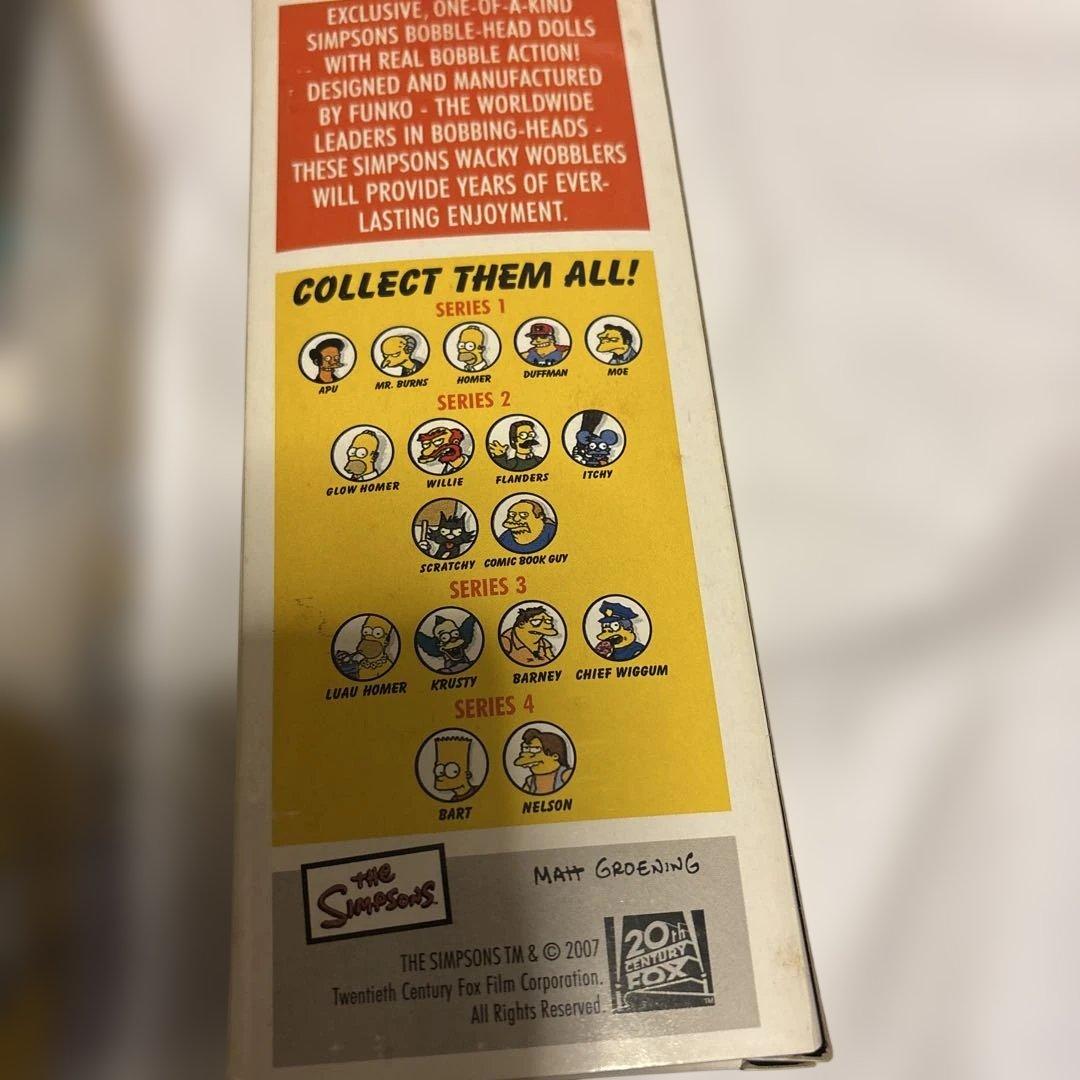 EXCLUSIVE, ONE-OF-A-KIND
SIMPSONS BOBBLE-HEAD DOLLS
WITH REAL BOBBLE ACTION!
DESIGNED AND MANUFACTURED
BY FUNKO - THE WORLDWIDE
LEADERS IN BOBBING-HEADS -
THESE SIMPSONS WACKY WOBBLERS
WILL PROVIDE YEARS OF EVER-
LASTING ENJOYMENT.
COLLECT THEM ALL!
SERIES 1
APU MR. BURNS HOMER DUFFMAN MOE
SERIES 2
GLOW HOMER WILLIE FLANDERS ITCHY
SCRATCHY COMIC BOOK GUY
SERIES 3
LUAU HOMER KRUSTY BARNEY CHIEF WIGGUM
SERIES 4
BART NELSON
THE
SIMPSONS
MATT GROENING
THE SIMPSONS TM & © 2007
Twentieth Century Fox Film Corporation.
All Rights Reserved.
20th
CENTURY
FOX
TM